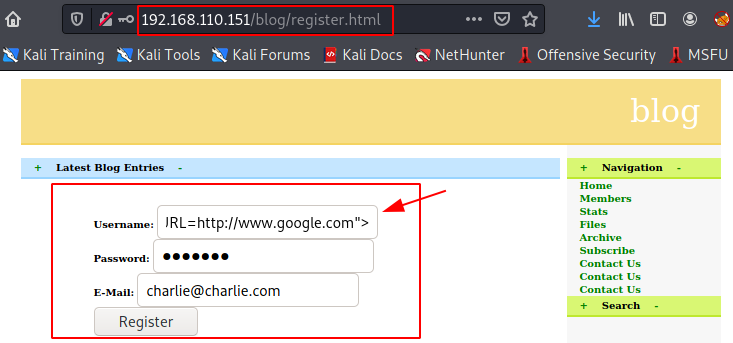 192.168.110.151/blog/register.html
Kali Training Kali Tools Kali Forums Kali Docs NetHunter Offensive Security MSFU
blog
+ Latest Blog Entries -
+ Navigation -
Home
Members
Stats
Files
Archive
Subscribe
Contact Us
Contact Us
Contact Us
+ Search -
Username: URL=http://www.google.com">
Password: ●●●●●●●
E-Mail: charlie@charlie.com
Register